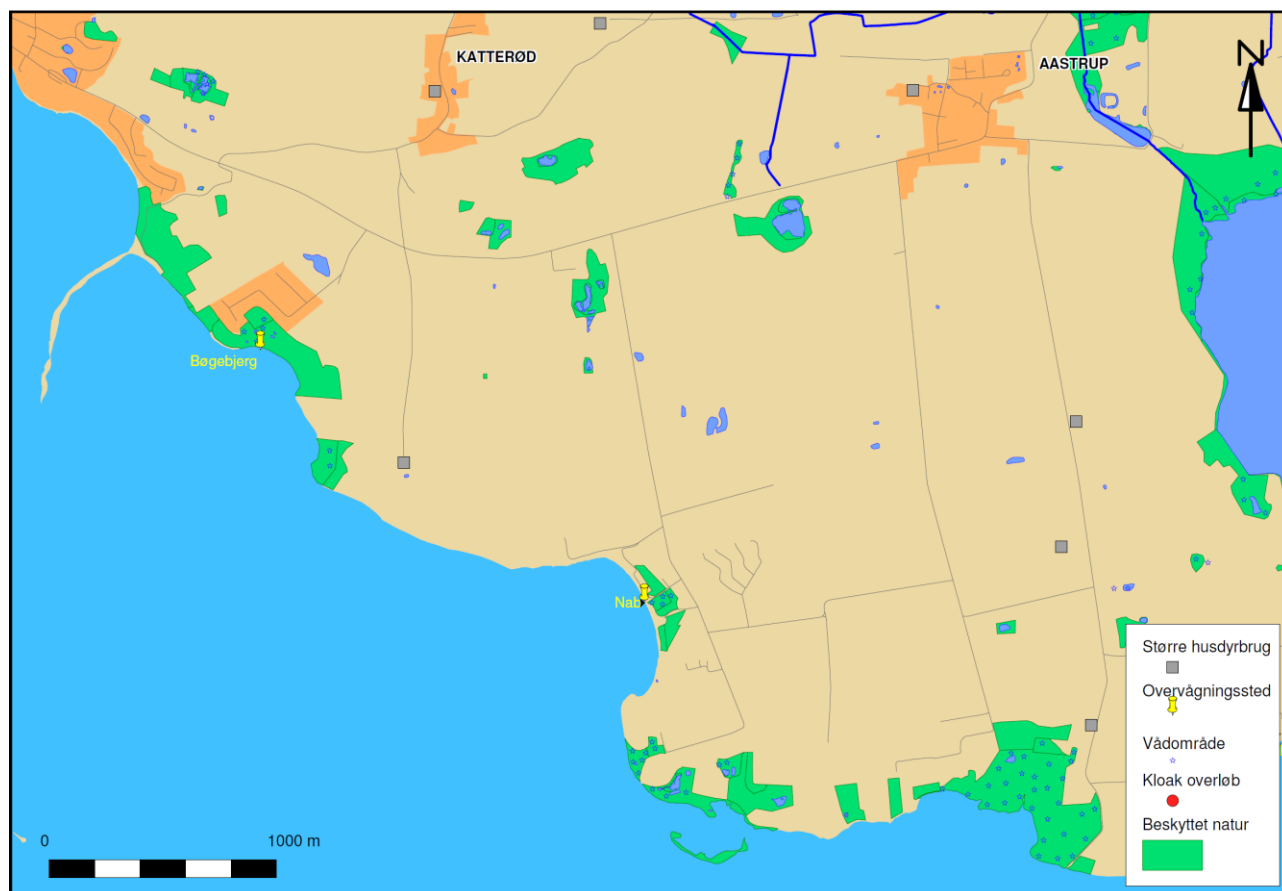 KATTERØD
AASTRUP
N
Bøgebjerg
Nab
Større husdyrbrug
Overvågningssted
Vådområde
Kloak overløb
Beskyttet natur
0 1000 m